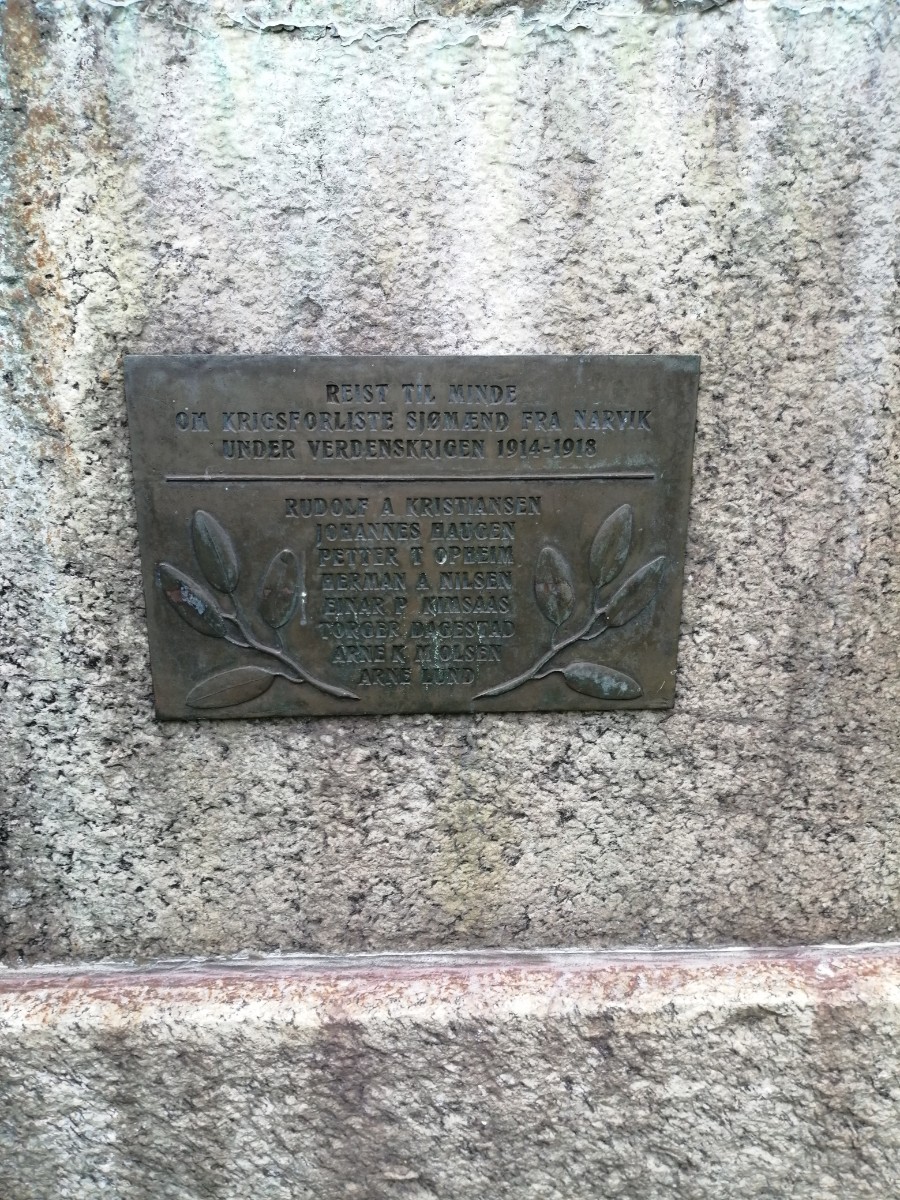 REIST TIL MINDE
OM KRIGSFORLISTE SJØMÆND FRA NARVIK
UNDER VERDENSKRIGEN 1914-1918
RUDOLF A KRISTIANSEN
JOHANNES HAUGEN
PETTER T OPHEIM
HERMAN A NILSEN
EINAR P KIMSAAS
TORGER BAGESTAD
ARNE K M OLSEN
ARNE LUND